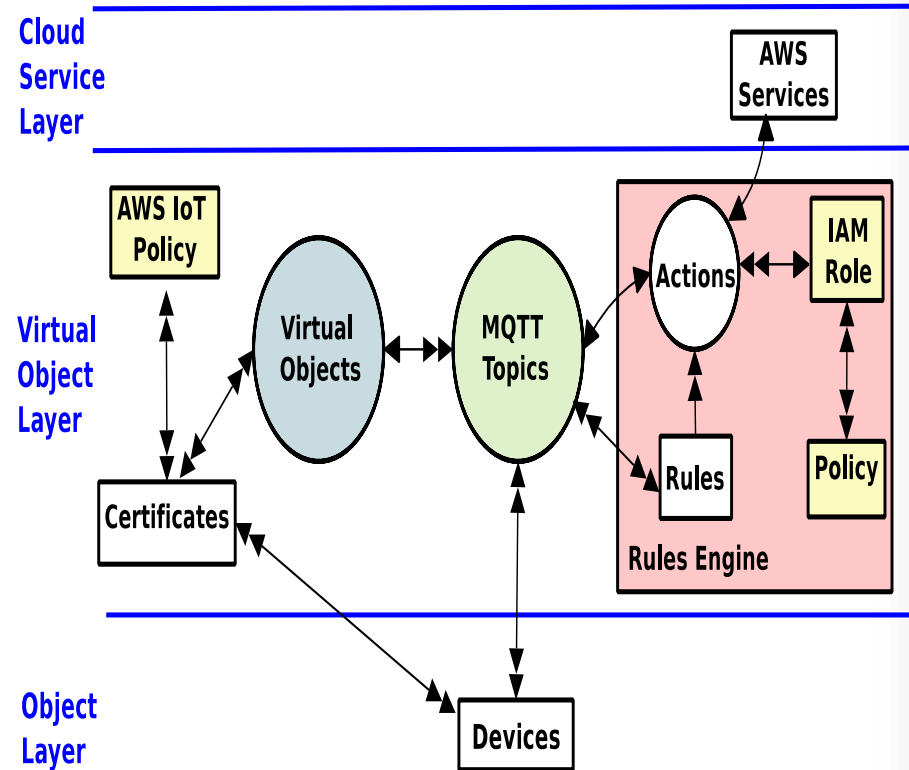 Cloud
Service
Layer
AWS
Services
AWS IoT
Policy
Virtual
Object
Layer
Virtual
Objects
MQTT
Topics
Actions
IAM
Role
Rules
Policy
Certificates
Rules Engine
Object
Layer
Devices